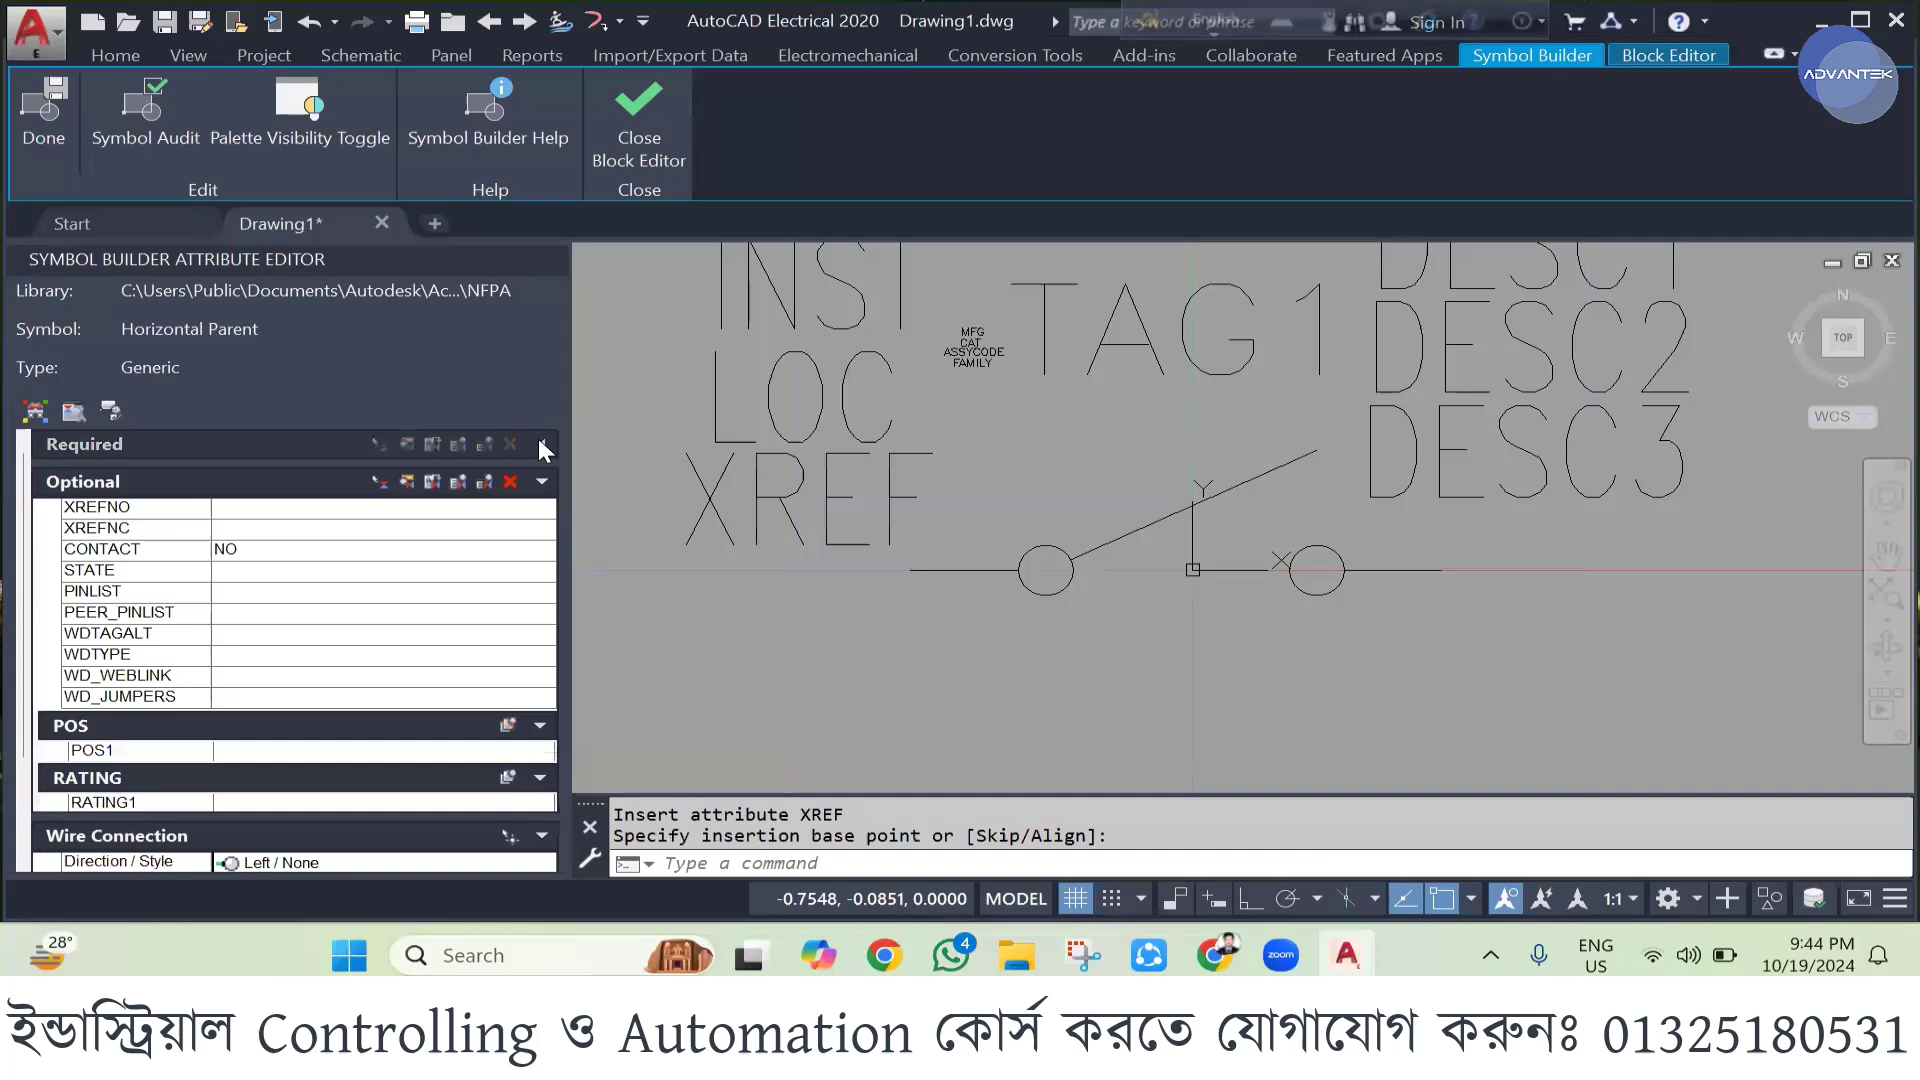 AutoCAD Electrical 2020 Drawing1.dwg Type a keyword or phrase Sign In
Home View Project Schematic Panel Reports Import/Export Data Electromechanical Conversion Tools Add-ins Collaborate Featured Apps Symbol Builder Block Editor
ADVANTEK
Done Symbol Audit Palette Visibility Toggle Symbol Builder Help Close
Block Editor
Edit Help Close
Start Drawing1*
SYMBOL BUILDER ATTRIBUTE EDITOR
Library: C:\Users\Public\Documents\Autodesk\Ac...\NFPA
Symbol: Horizontal Parent
Type: Generic
Required
Optional
XREFNO
XREFNC
CONTACT NO
STATE
PINLIST
PEER_PINLIST
WDTAGALT
WDTYPE
WD_WEBLINK
WD_JUMPERS
POS
POS1
RATING
RATING1
Wire Connection
Direction / Style Left / None
INST
LOC
XREF
MFG
CAT
ASSYCODE
FAMILY
TAG1
DESC1
DESC2
DESC3
Y
X
N
W TOP E
S
WCS
Insert attribute XREF
Specify insertion base point or [Skip/Align]:
Type a command
-0.7548, -0.0851, 0.0000 MODEL 1:1
28°
Search
4
zoom
ENG
US
9:44 PM
10/19/2024
ইন্ডাস্ট্রিয়াল Controlling ও Automation কোর্স করতে যোগাযোগ করুনঃ 01325180531